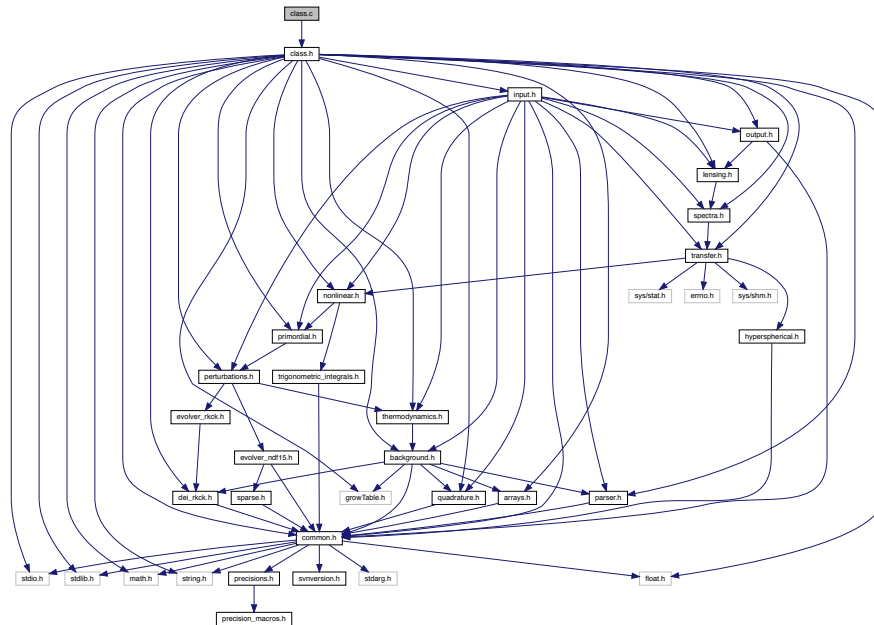 class.c
class.h
input.h
output.h
lensing.h
spectra.h
transfer.h
nonlinear.h
sys/stat.h
errno.h
sys/shm.h
primordial.h
hyperspherical.h
perturbations.h
trigonometric_integrals.h
evolver_rkck.h
thermodynamics.h
evolver_ndf15.h
background.h
dei_rkck.h
sparse.h
growTable.h
quadrature.h
arrays.h
parser.h
common.h
stdio.h
stdlib.h
math.h
string.h
precisions.h
svnversion.h
stdarg.h
float.h
precision_macros.h